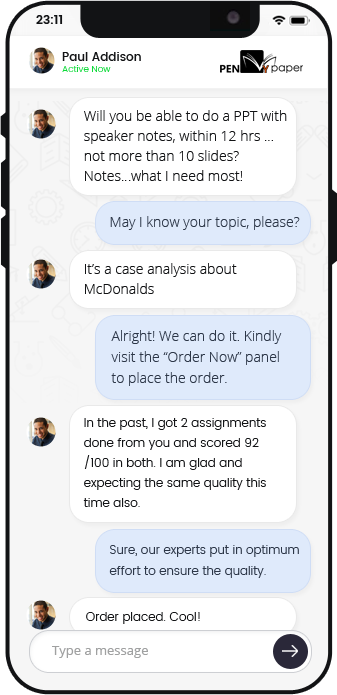 23:11
Paul Addison
Active Now
PEN MY paper
Will you be able to do a PPT with
speaker notes, within 12 hrs ...
not more than 10 slides?
Notes...what I need most!
May I know your topic, please?
It's a case analysis about
McDonalds
Alright! We can do it. Kindly
visit the “Order Now” panel
to place the order.
In the past, I got 2 assignments
done from you and scored 92
/100 in both. I am glad and
expecting the same quality this
time also.
Sure, our experts put in optimum
effort to ensure the quality.
Order placed. Cool!
Type a message